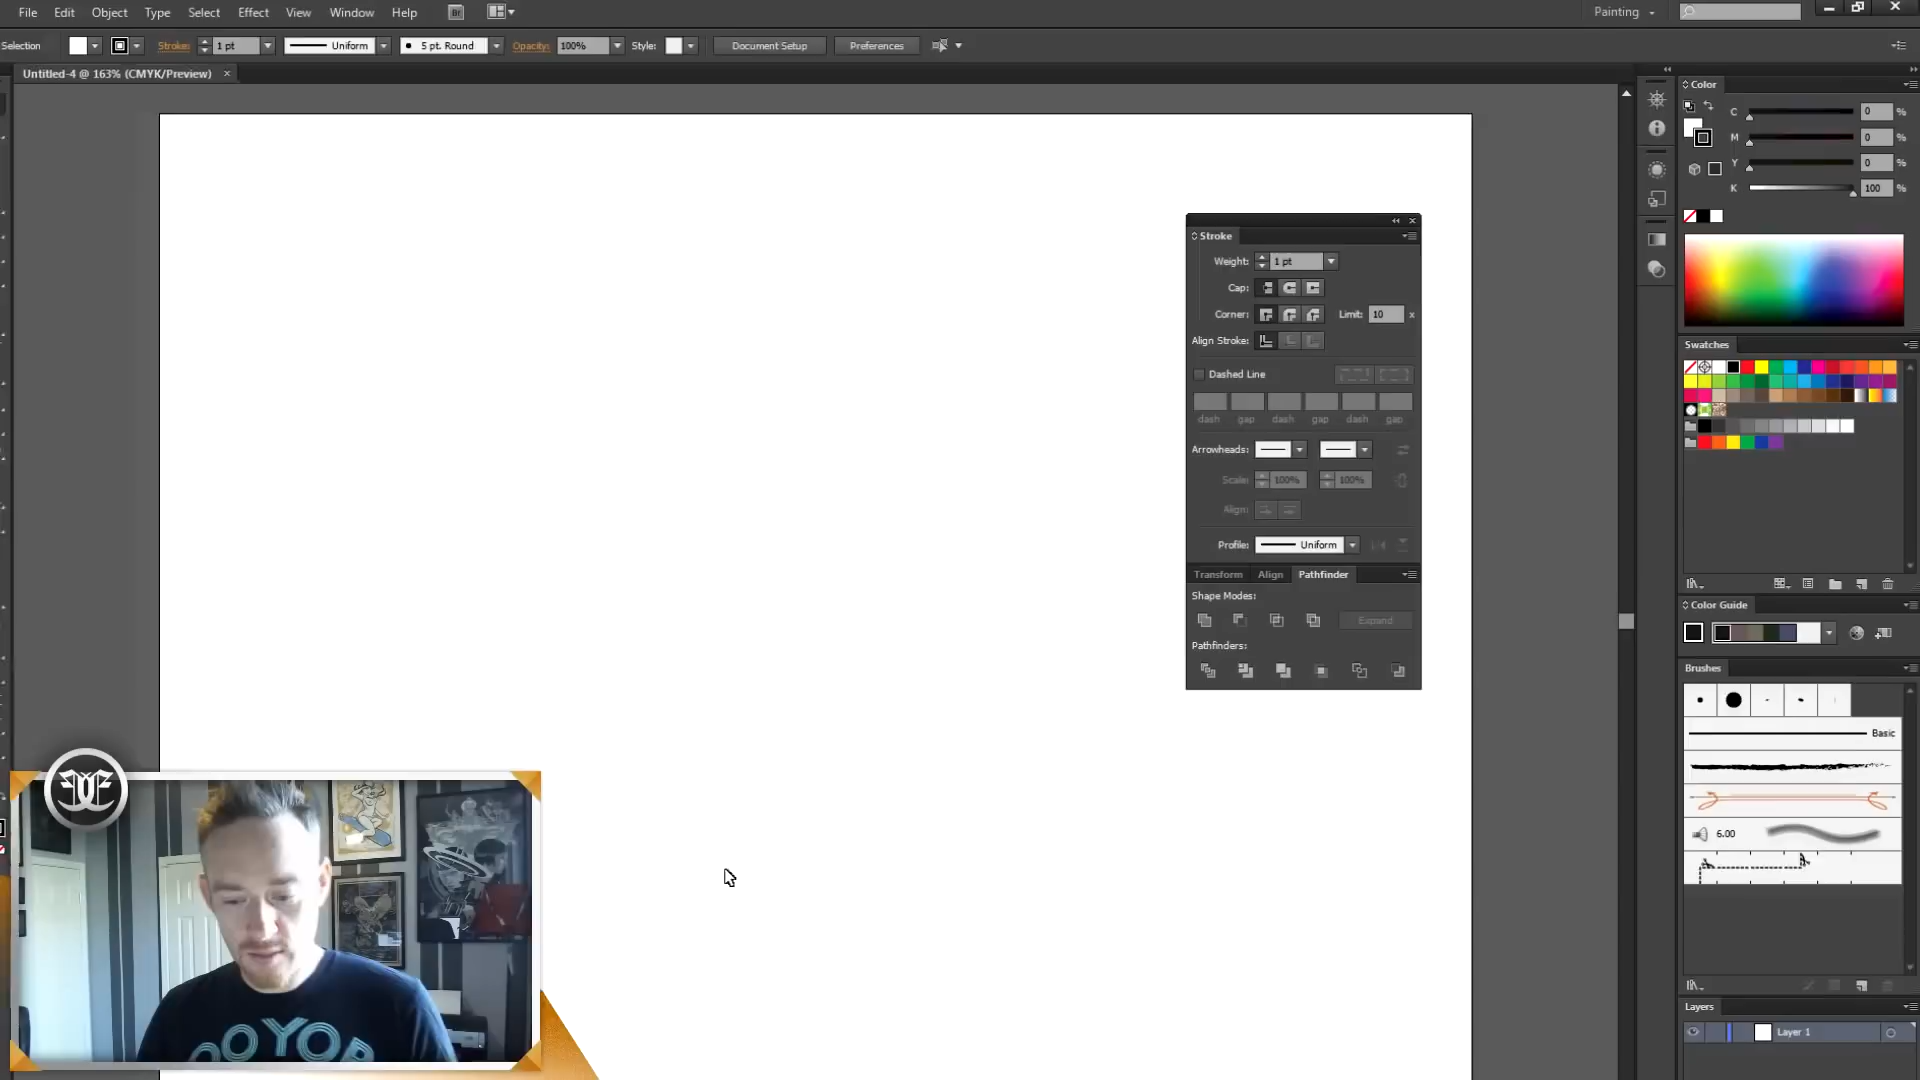 File Edit Object Type Select Effect View Window Help Br Painting
Selection Stroke: 1 pt Uniform 5 pt. Round Opacity: 100% Style: Document Setup Preferences
Untitled-4 @ 163% (CMYK/Preview)
Color
C 0 %
M 0 %
Y 0 %
K 100 %
Stroke
Weight: 1 pt
Cap:
Corner: Limit: 10 x
Align Stroke:
Dashed Line
dash gap dash gap dash gap
Arrowheads:
Scale: 100% 100%
Align:
Profile: Uniform
Transform Align Pathfinder
Shape Modes:
Expand
Pathfinders:
Swatches
Color Guide
Brushes
Basic
6.00
Layers
Layer 1
OO YOR